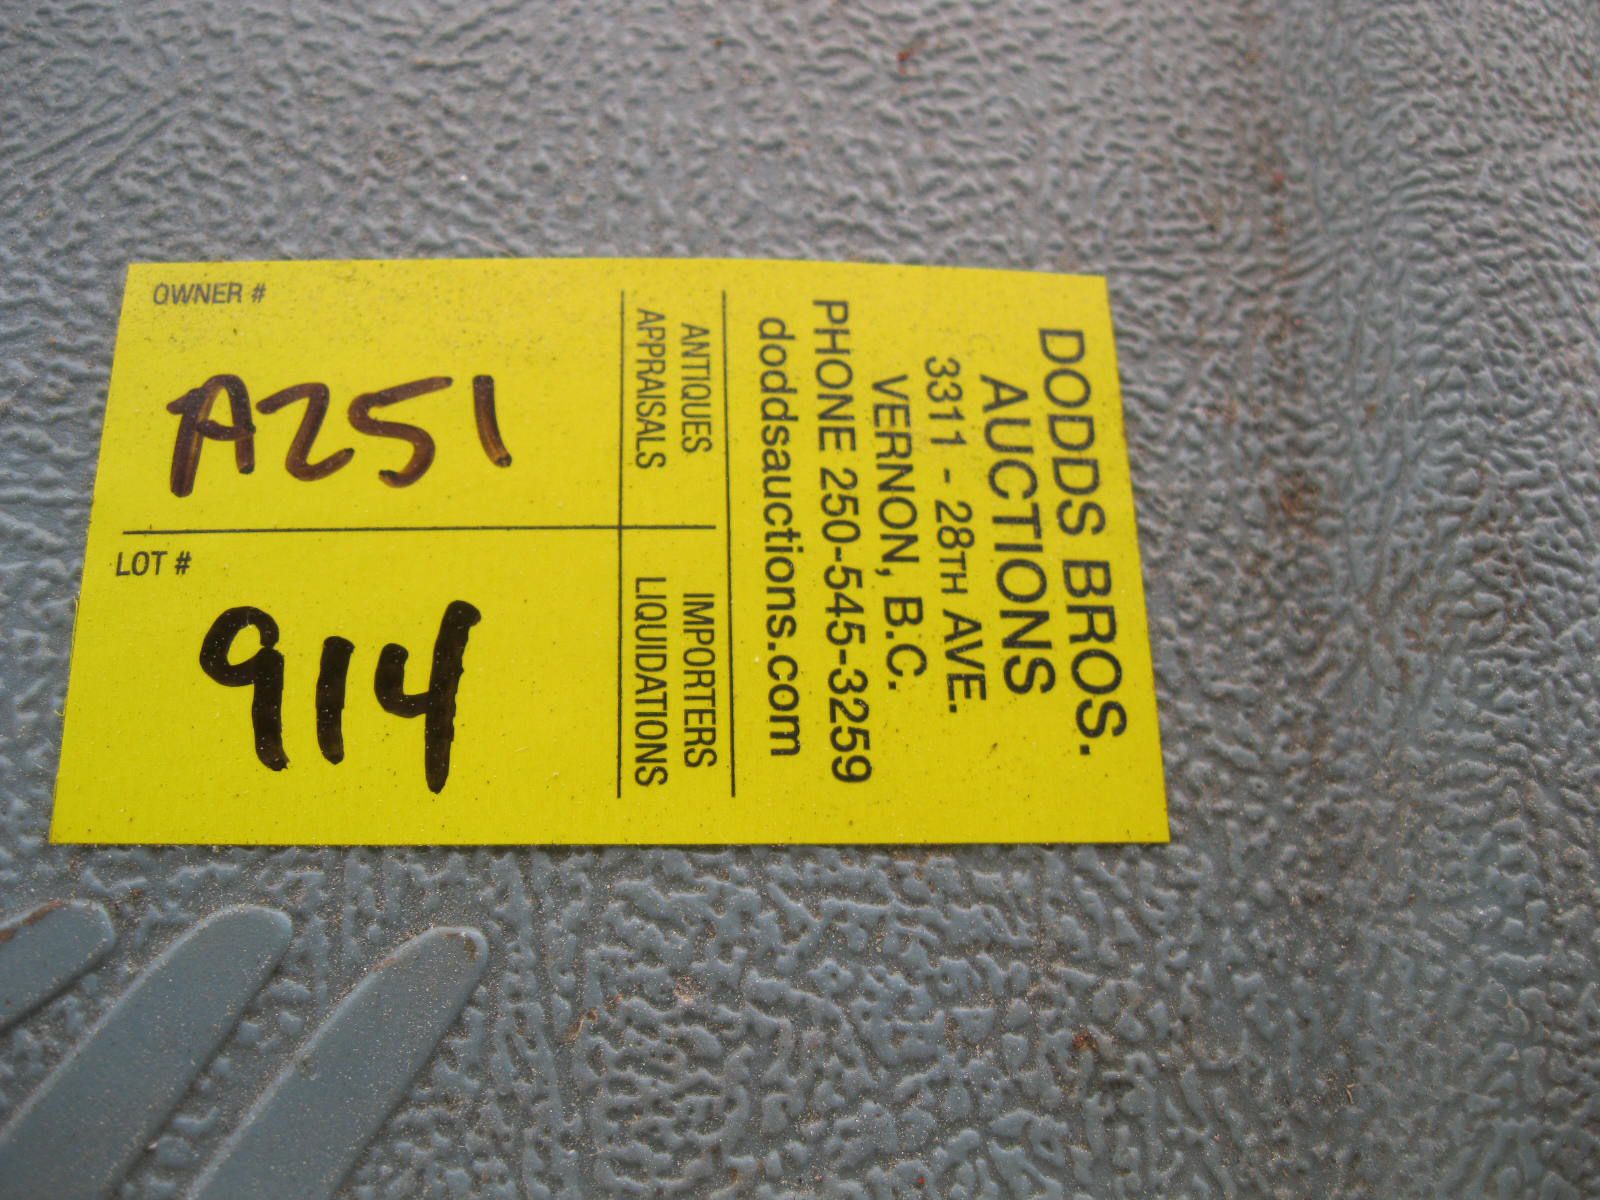 DODDS BROS.
AUCTIONS
3311 - 28TH AVE.
VERNON, B.C.
PHONE 250-545-3259
doddsauctions.com
ANTIQUES IMPORTERS
APPRAISALS LIQUIDATIONS
OWNER #
A251
LOT #
914